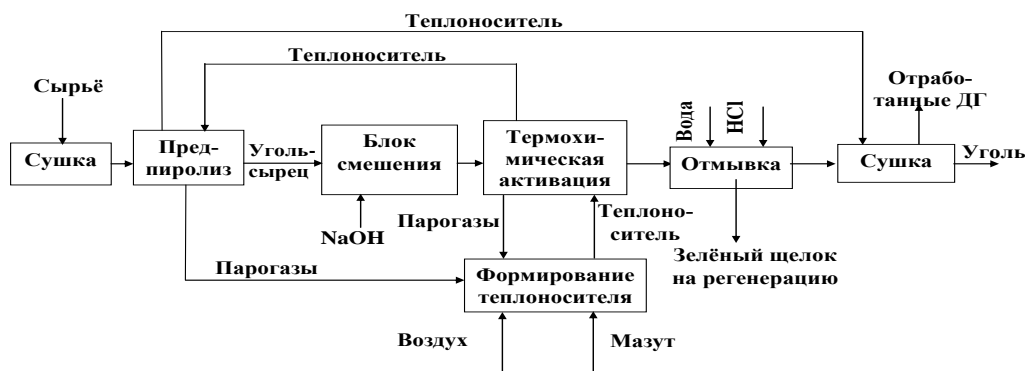 Теплоноситель
Теплоноситель
Сырьё
Отрабо-
танные ДГ
Вода
HCl
Сушка
Пред-
пиролиз
Уголь-
сырец
Блок
смешения
Термохи-
мическая
активация
Отмывка
Сушка
Уголь
NaOH
Парогазы
Теплоно-
ситель
Зелёный щелок
на регенерацию
Парогазы
Формирование
теплоносителя
Воздух
Мазут